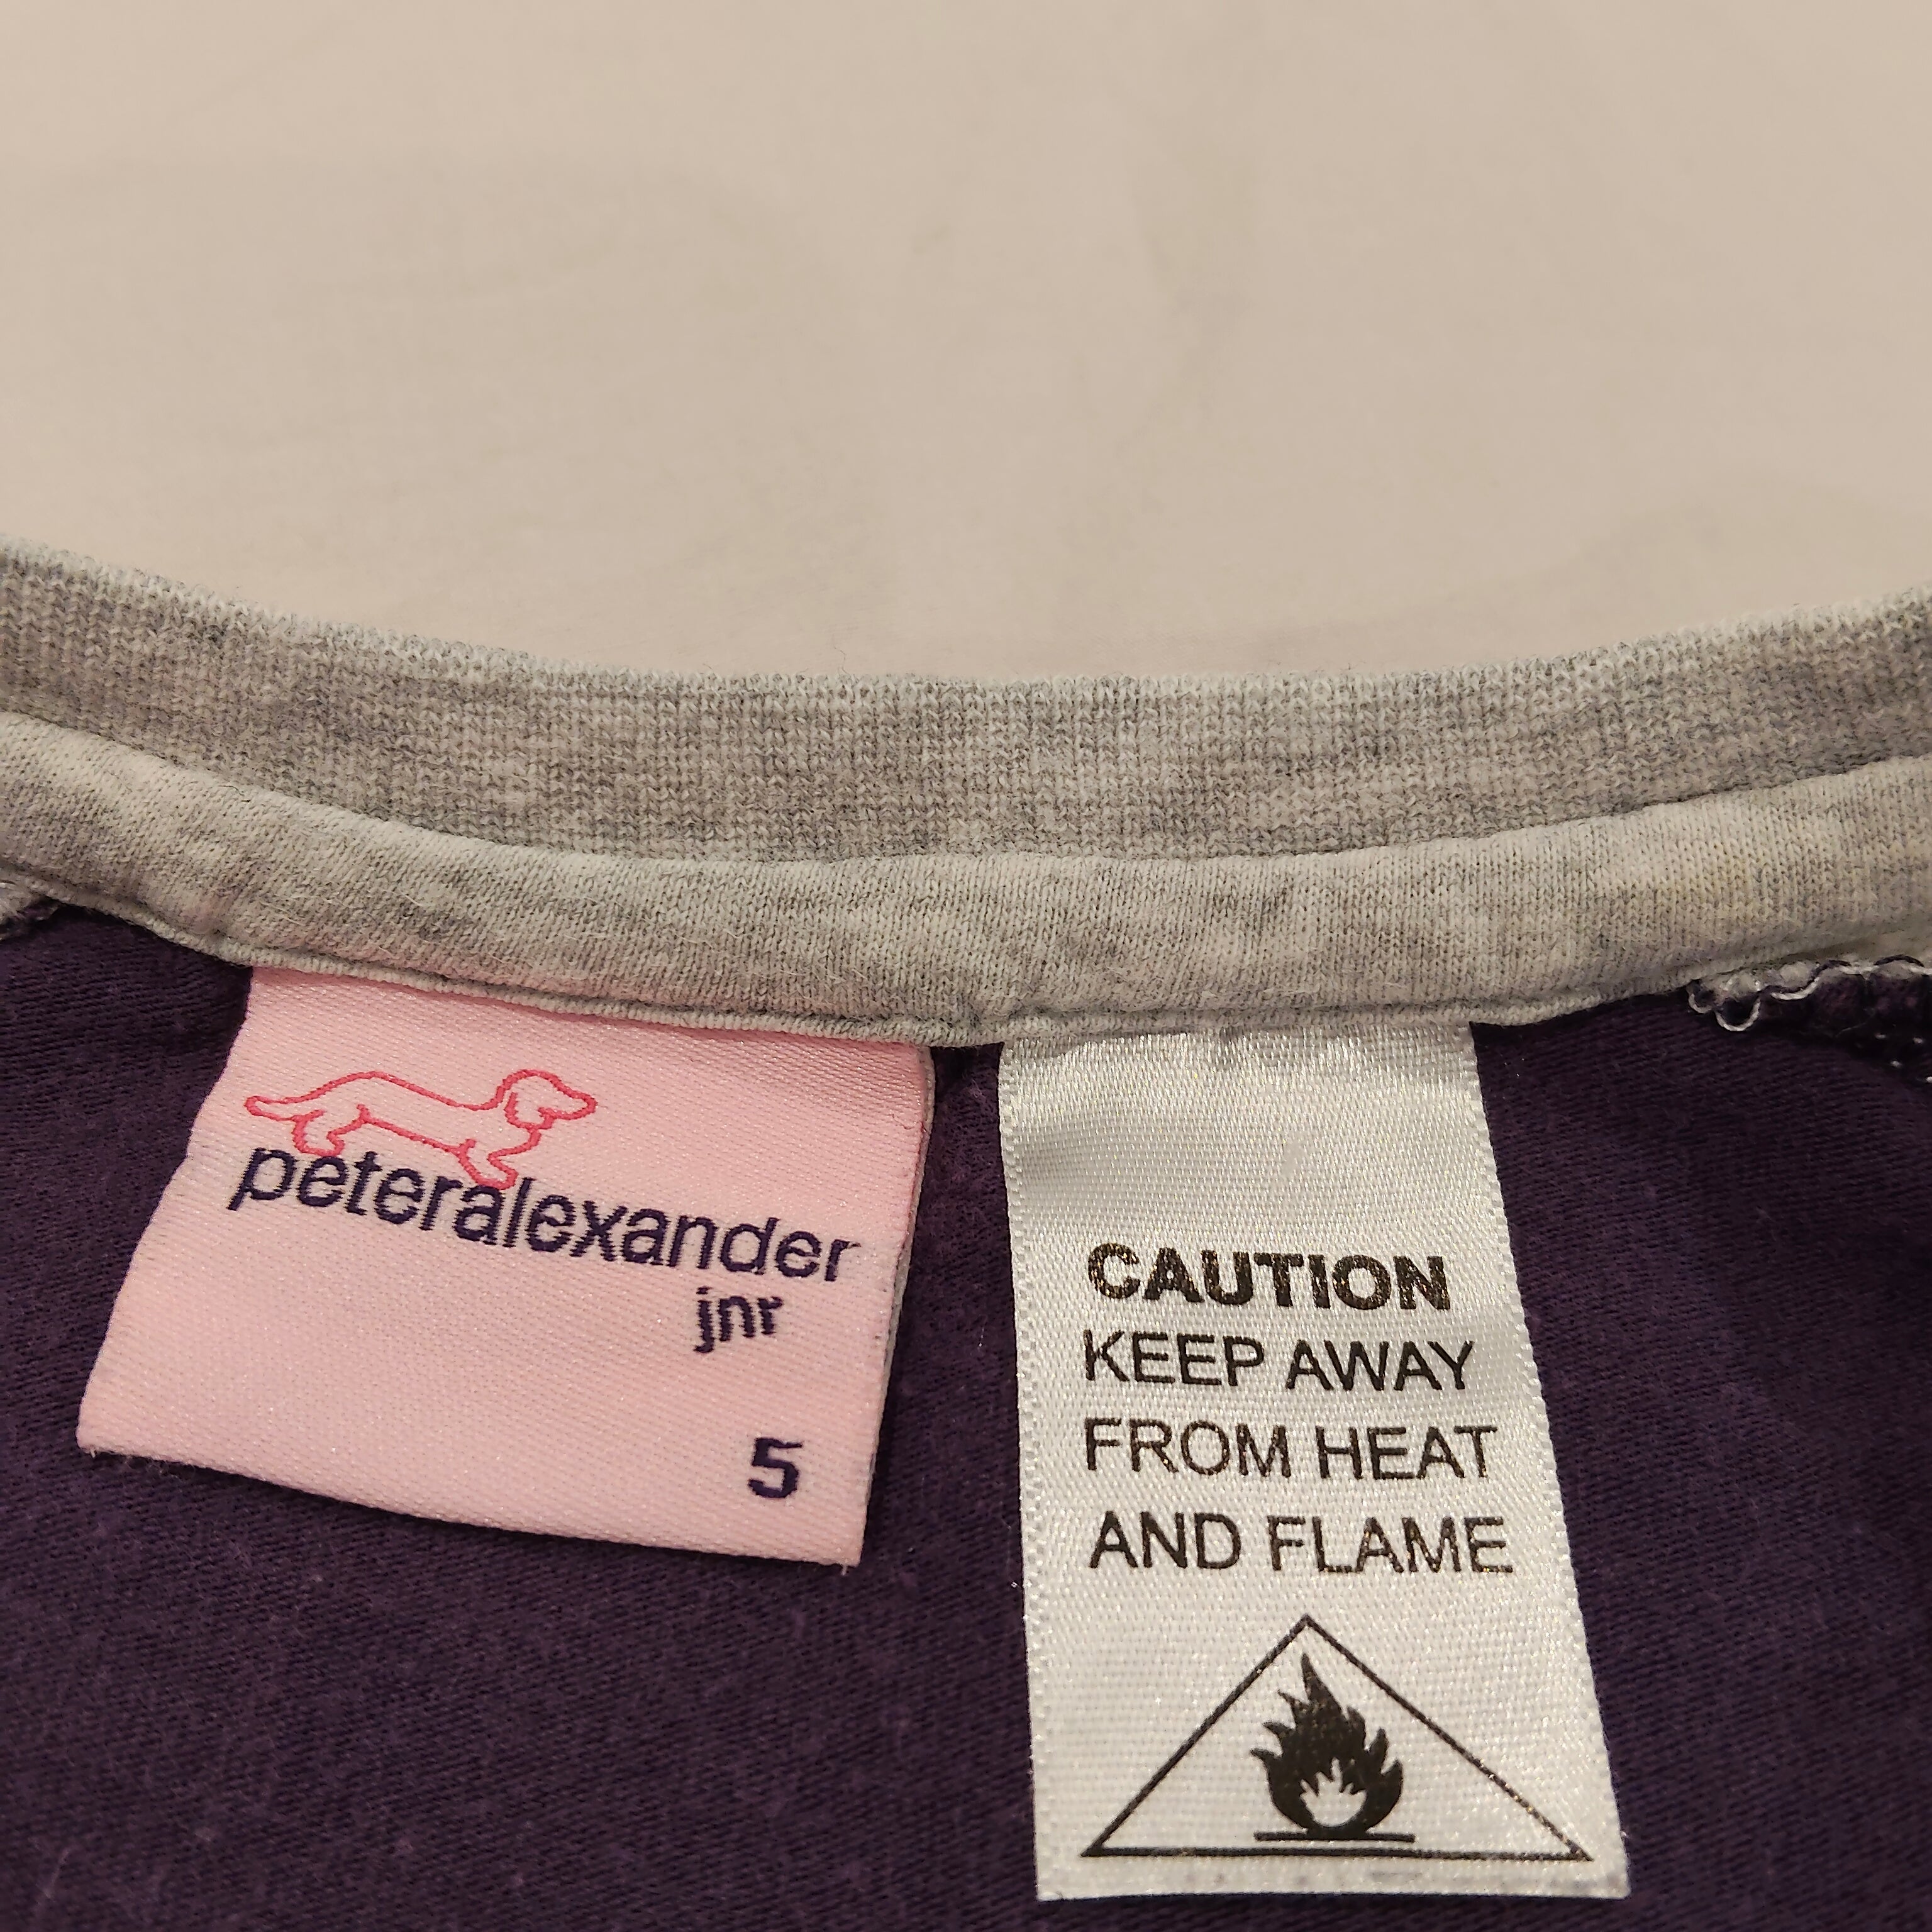 peteralexander
jnr
5
CAUTION
KEEP AWAY
FROM HEAT
AND FLAME